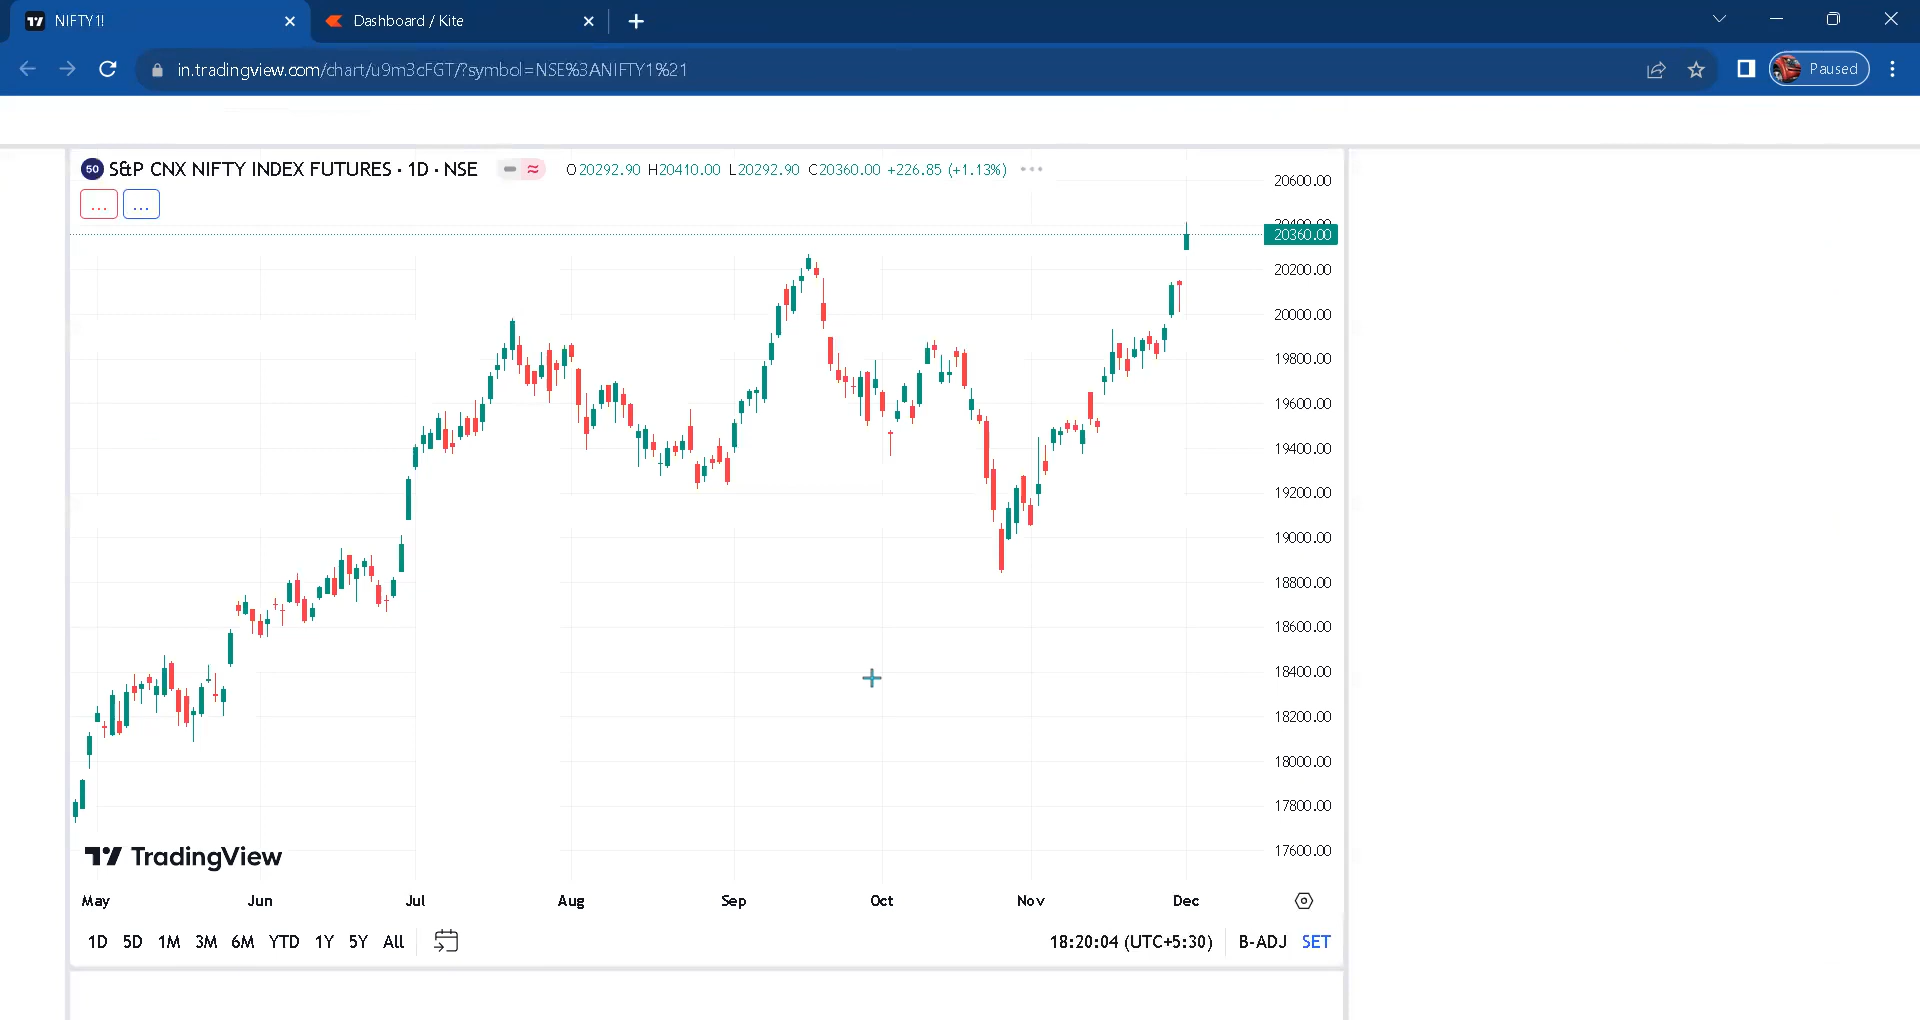 NIFTY1!
Dashboard / Kite
in.tradingview.com/chart/u9m3cFGT/?symbol=NSE%3ANIFTY1%21
Paused
50 S&P CNX NIFTY INDEX FUTURES · 1D · NSE
O20292.90 H20410.00 L20292.90 C20360.00 +226.85 (+1.13%)
20600.00
20400.00
20360.00
20200.00
20000.00
19800.00
19600.00
19400.00
19200.00
19000.00
18800.00
18600.00
18400.00
18200.00
18000.00
17800.00
17600.00
TradingView
May Jun Jul Aug Sep Oct Nov Dec
1D 5D 1M 3M 6M YTD 1Y 5Y All
18:20:04 (UTC+5:30) B-ADJ SET